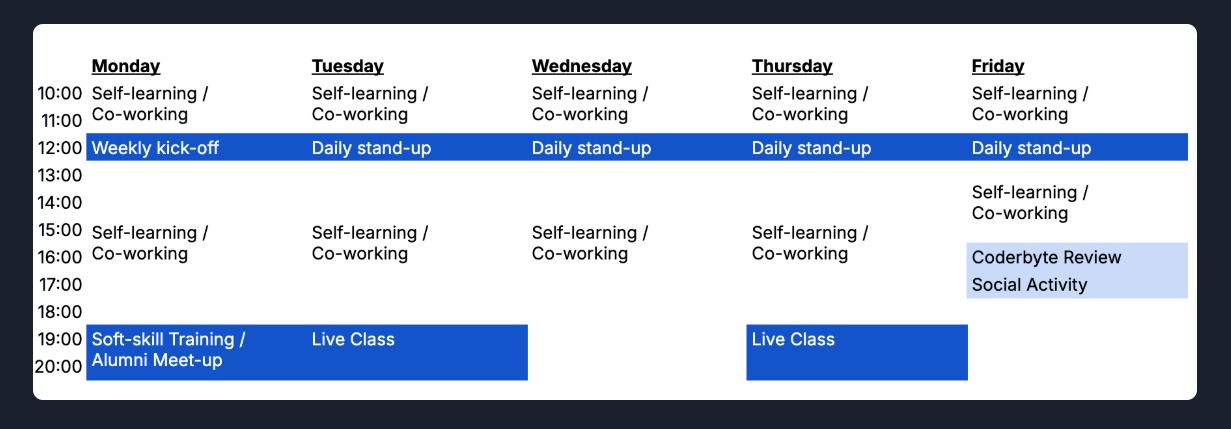 Monday Tuesday Wednesday Thursday Friday
10:00 Self-learning / Self-learning / Self-learning / Self-learning / Self-learning /
Co-working Co-working Co-working Co-working Co-working
11:00
12:00 Weekly kick-off Daily stand-up Daily stand-up Daily stand-up Daily stand-up
13:00
Self-learning /
14:00
Co-working
15:00 Self-learning / Self-learning / Self-learning / Self-learning /
Co-working Co-working Co-working Co-working
16:00 Coderbyte Review
17:00 Social Activity
18:00
19:00 Soft-skill Training / Live Class Live Class
Alumni Meet-up
20:00